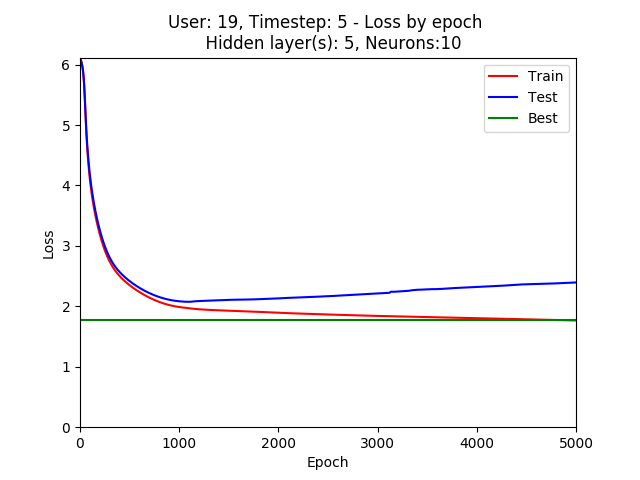 User: 19, Timestep: 5 - Loss by epoch
Hidden layer(s): 5, Neurons:10
Train
Test
Best
6
5
4
3
2
1
0
Loss
0
1000
2000
3000
4000
5000
Epoch